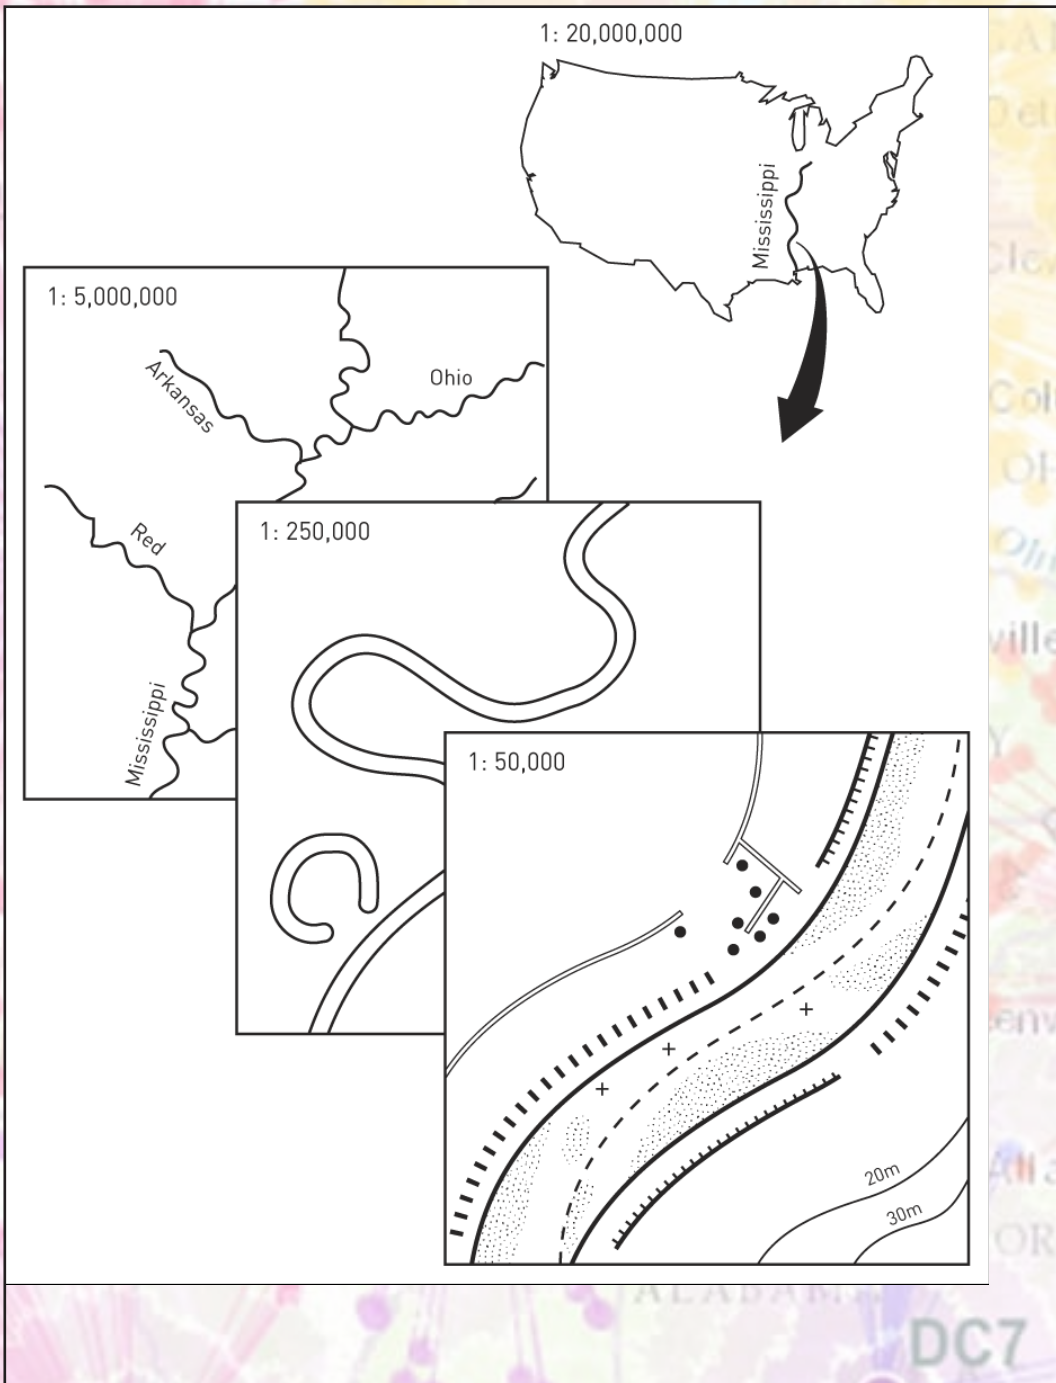 1: 20,000,000
Mississippi
1: 5,000,000
Arkansas
Ohio
Red
Mississippi
1: 250,000
1: 50,000
20m
30m
ALABAMA
DC7